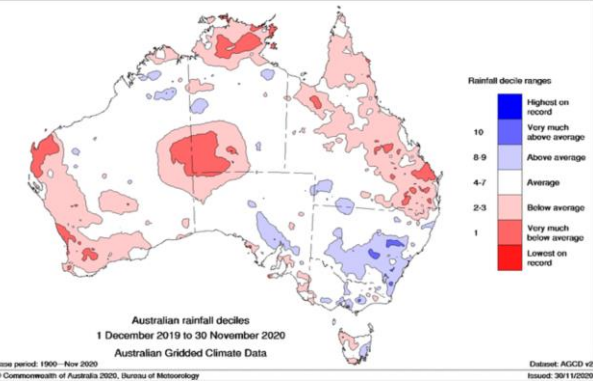 Rainfall decile ranges
Highest on
record
10 Very much
above average
8-9 Above average
4-7 Average
2-3 Below average
1 Very much
below average
Lowest on
record
Australian rainfall deciles
1 December 2019 to 30 November 2020
Australian Gridded Climate Data
ase period: 1900—Nov 2020
Dataset: AGCD v2
Commonwealth of Australia 2020, Bureau of Meteorology
Issued: 30/11/2020